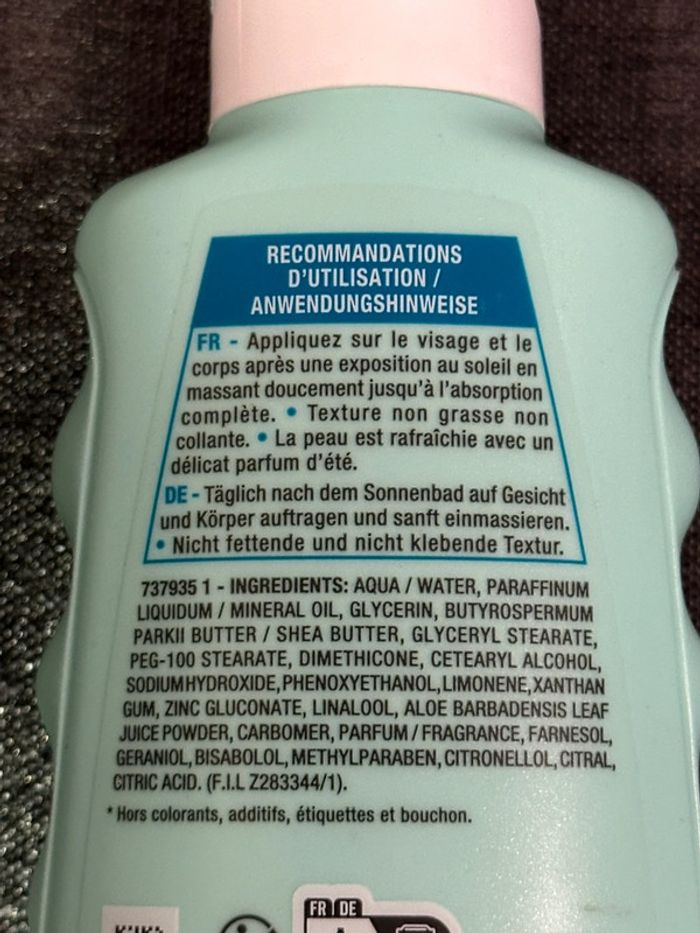 RECOMMANDATIONS
D'UTILISATION /
ANWENDUNGSHINWEISE
FR - Appliquez sur le visage et le
corps après une exposition au soleil en
massant doucement jusqu'à l'absorption
complète. • Texture non grasse non
collante. • La peau est rafraîchie avec un
délicat parfum d'été.
DE - Täglich nach dem Sonnenbad auf Gesicht
und Körper auftragen und sanft einmassieren.
• Nicht fettende und nicht klebende Textur.
737935 1 - INGREDIENTS: AQUA / WATER, PARAFFINUM
LIQUIDUM / MINERAL OIL, GLYCERIN, BUTYROSPERMUM
PARKII BUTTER / SHEA BUTTER, GLYCERYL STEARATE,
PEG-100 STEARATE, DIMETHICONE, CETEARYL ALCOHOL,
SODIUM HYDROXIDE, PHENOXYETHANOL, LIMONENE, XANTHAN
GUM, ZINC GLUCONATE, LINALOOL, ALOE BARBADENSIS LEAF
JUICE POWDER, CARBOMER, PARFUM / FRAGRANCE, FARNESOL,
GERANIOL, BISABOLOL, METHYLPARABEN, CITRONELLOL, CITRAL,
CITRIC ACID. (F.I.L Z283344/1).
* Hors colorants, additifs, étiquettes et bouchon.
FR DE